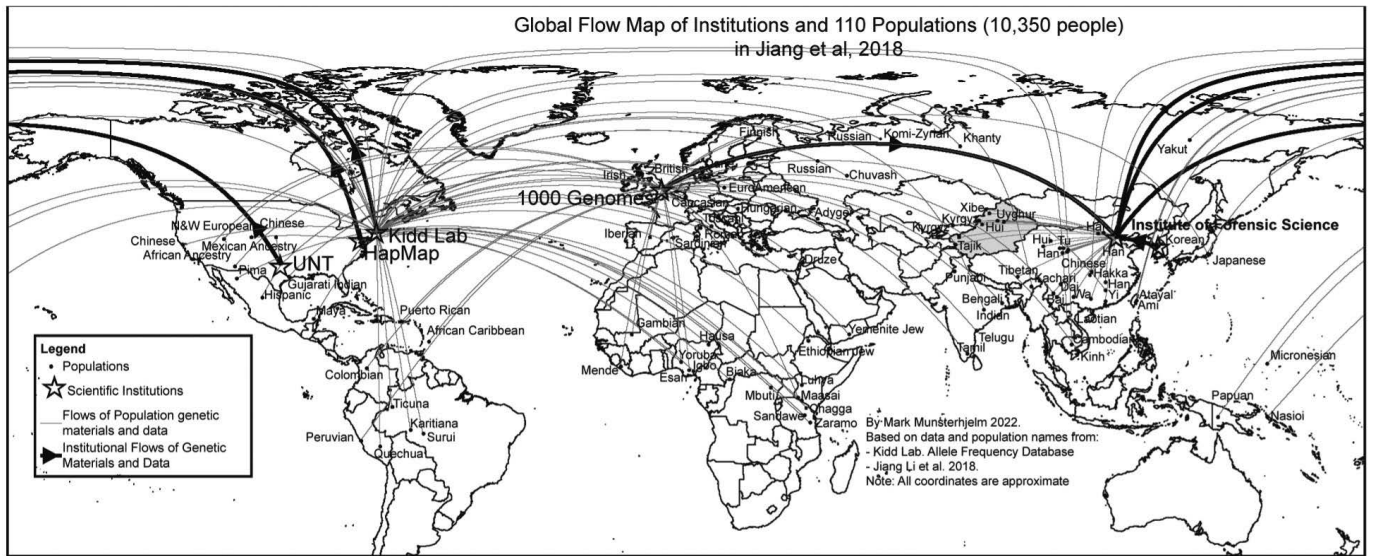 Global Flow Map of Institutions and 110 Populations (10,350 people)
in Jiang et al, 2018
Finnish
Russian
Komi-Zyrian
Khanty
Yakut
Irish
British
Russian
Chuvash
1000 Genomes
EuroAmerican
Caucasian
Hungarian
Adygei
Iberian
Sardinian
Druze
N&W European
Chinese
Chinese
Mexican Ancestry
African Ancestry
Kidd Lab
HapMap
Pima
UNT
Gujarati Indian
Hispanic
Maya
Puerto Rican
African Caribbean
Colombian
Ticuna
Karitiana
Surui
Peruvian
Quechua
Xibe
Uyghur
Kyrgyz
Hui
Kyrgyz
Tajik
Institute of Forensic Science
Hui
Tu
Han
Han
Korean
Japanese
Chinese
Tibetan
Kachari
Hakka
Han
Punjabi
Dai
Wa
Yi
Atayal
Ami
Bengali
Indian
Bai
Laotian
Telugu
Tamil
Cambodian
Kinh
Gambian
Hausa
Yemenite Jew
Ethiopian Jew
Yoruba
Igbo
Mende
Esan
Biaka
Luhya
Mbuti
Maasai
Chagga
Sandawe
Zaramo
Micronesian
Papuan
Nasioi
Legend
Populations
Scientific Institutions
Flows of Population genetic
materials and data
Institutional Flows of Genetic
Materials and Data
By Mark Munsterhjelm 2022.
Based on data and population names from:
- Kidd Lab. Allele Frequency Database
- Jiang Li et al. 2018.
Note: All coordinates are approximate